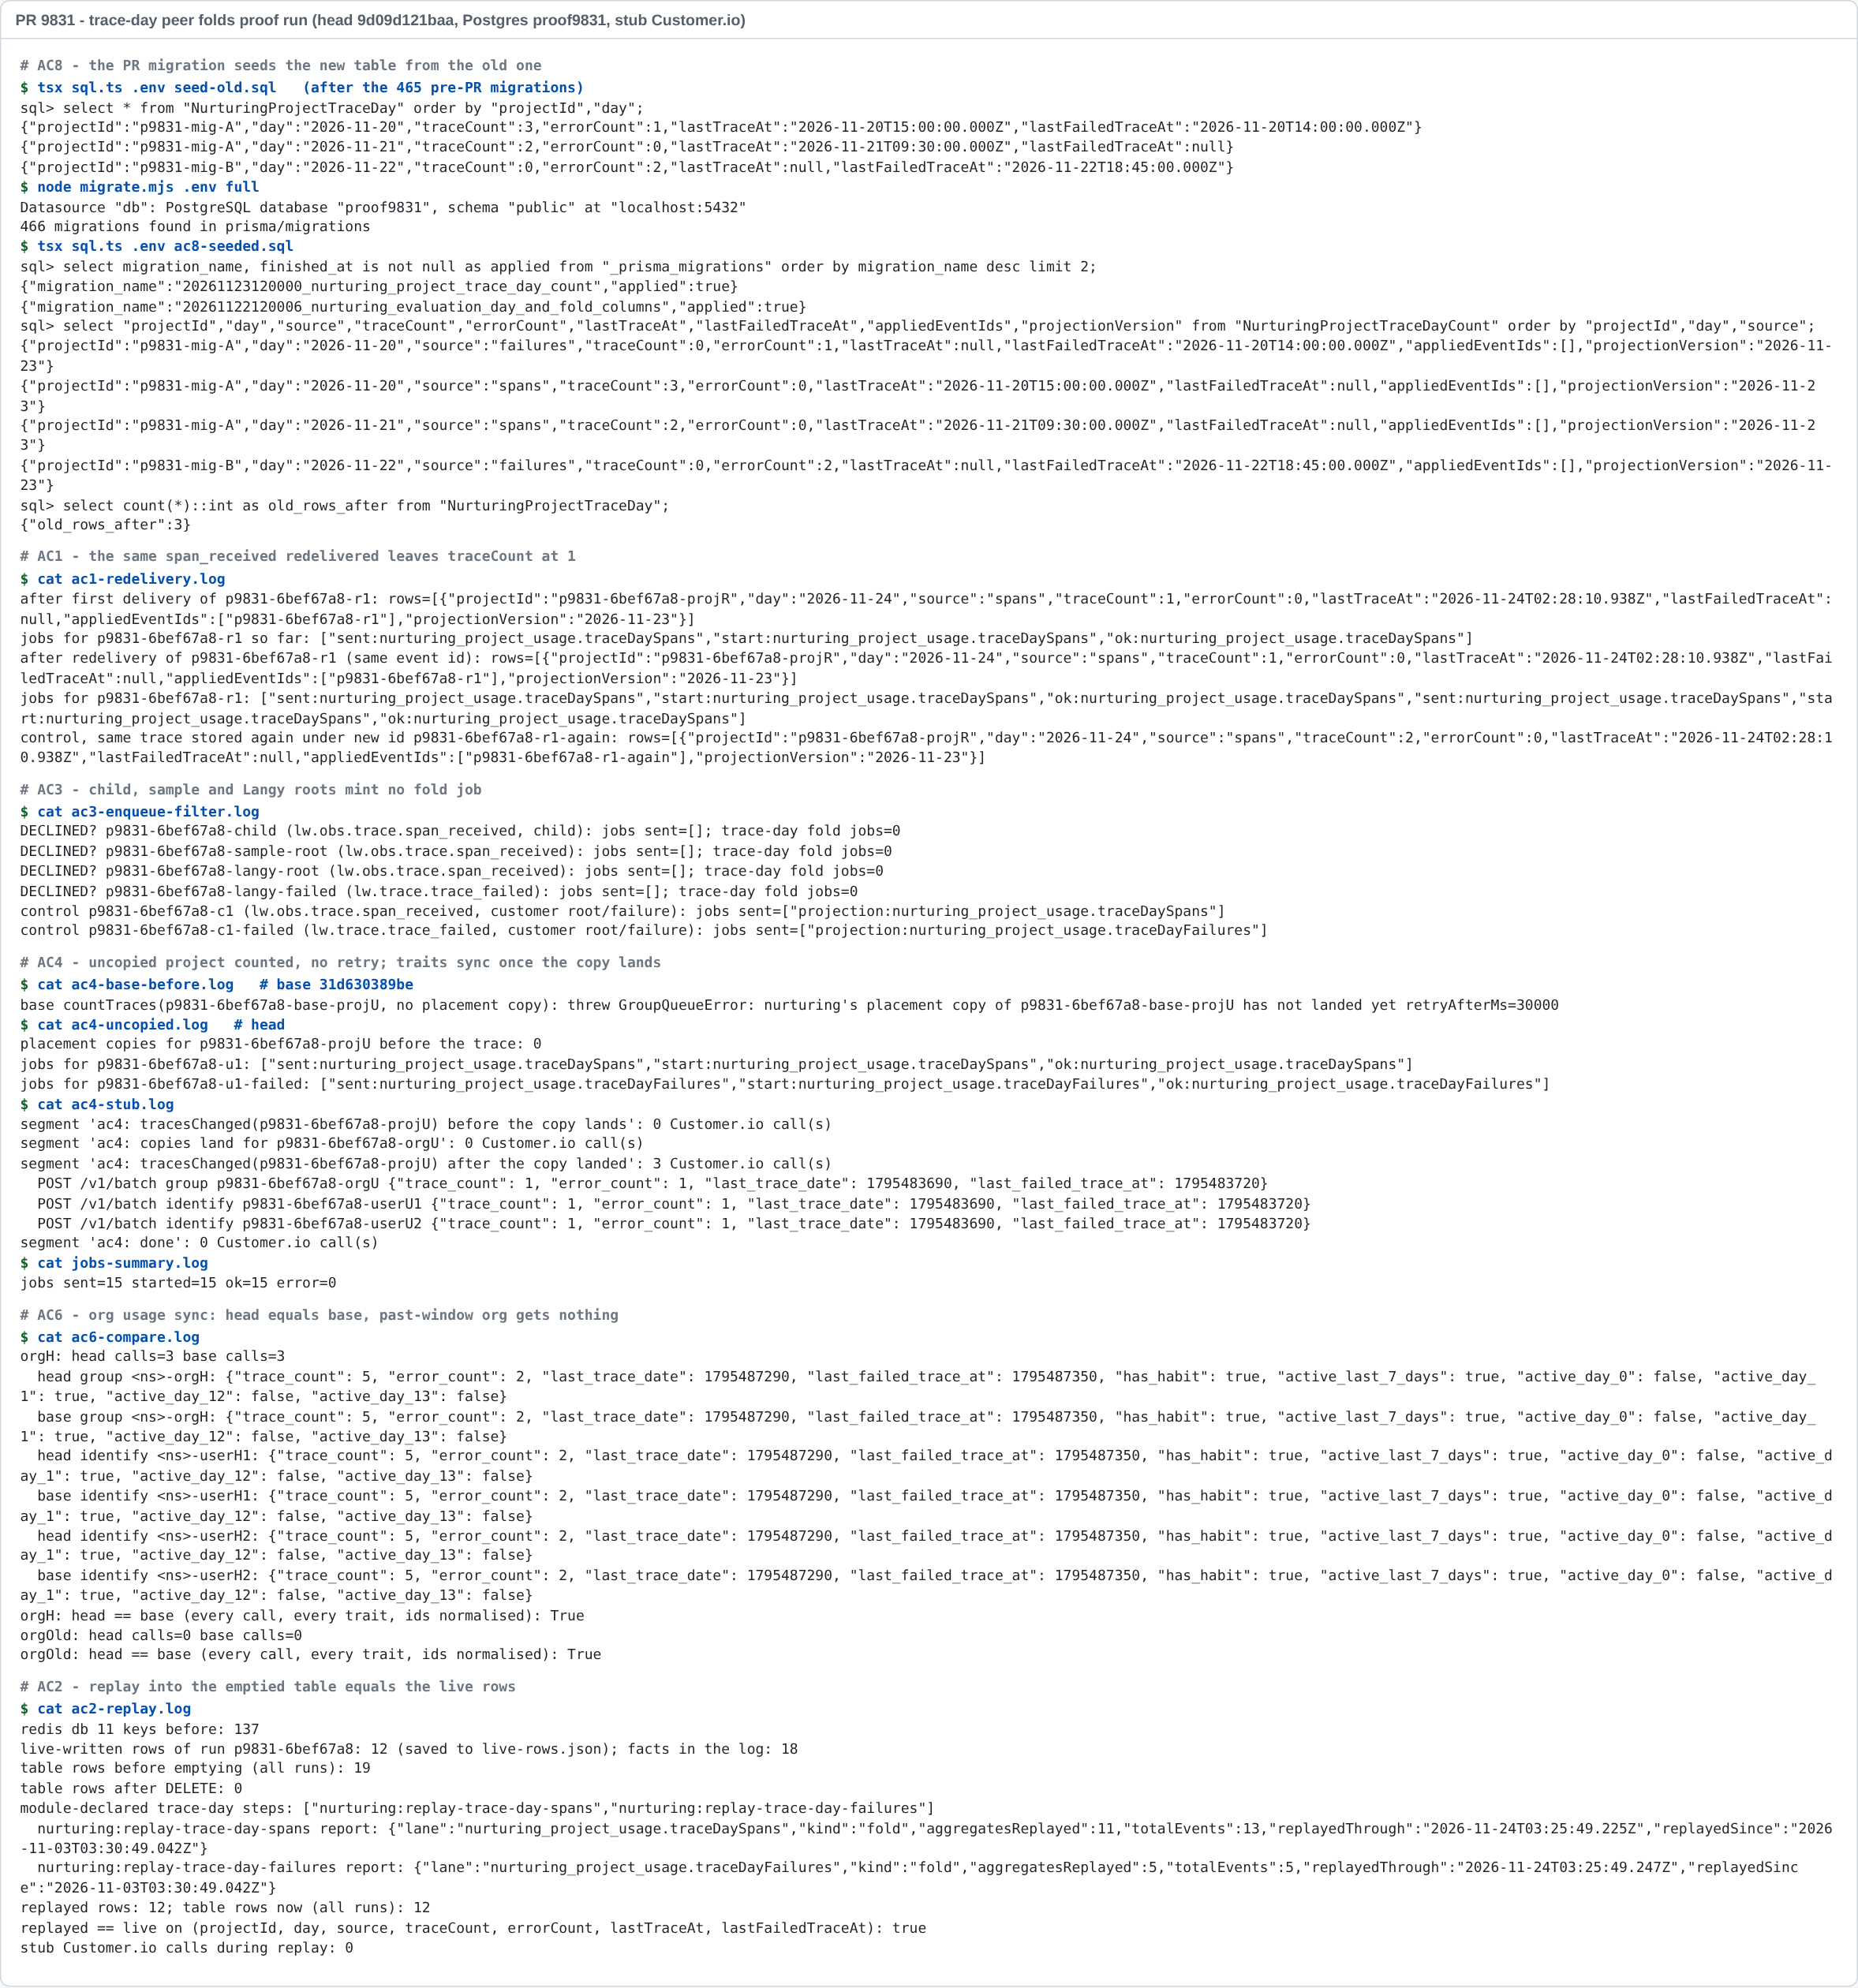 PR 9831 - trace-day peer folds proof run (head 9d09d121baa, Postgres proof9831, stub Customer.io)
# AC8 - the PR migration seeds the new table from the old one
$ tsx sql.ts .env seed-old.sql   (after the 465 pre-PR migrations)
sql> select * from "NurturingProjectTraceDay" order by "projectId","day";
{"projectId":"p9831-mig-A","day":"2026-11-20","traceCount":3,"errorCount":1,"lastTraceAt":"2026-11-20T15:00:00.000Z","lastFailedTraceAt":"2026-11-20T14:00:00.000Z"}
{"projectId":"p9831-mig-A","day":"2026-11-21","traceCount":2,"errorCount":0,"lastTraceAt":"2026-11-21T09:30:00.000Z","lastFailedTraceAt":null}
{"projectId":"p9831-mig-B","day":"2026-11-22","traceCount":0,"errorCount":2,"lastTraceAt":null,"lastFailedTraceAt":"2026-11-22T18:45:00.000Z"}
$ node migrate.mjs .env full
Datasource "db": PostgreSQL database "proof9831", schema "public" at "localhost:5432"
466 migrations found in prisma/migrations
$ tsx sql.ts .env ac8-seeded.sql
sql> select migration_name, finished_at is not null as applied from "_prisma_migrations" order by migration_name desc limit 2;
{"migration_name":"20261123120000_nurturing_project_trace_day_count","applied":true}
{"migration_name":"20261122120006_nurturing_evaluation_day_and_fold_columns","applied":true}
sql> select "projectId","day","source","traceCount","errorCount","lastTraceAt","lastFailedTraceAt","appliedEventIds","projectionVersion" from "NurturingProjectTraceDayCount" order by "projectId","day","source";
{"projectId":"p9831-mig-A","day":"2026-11-20","source":"failures","traceCount":0,"errorCount":1,"lastTraceAt":null,"lastFailedTraceAt":"2026-11-20T14:00:00.000Z","appliedEventIds":[],"projectionVersion":"2026-11-
23"}
{"projectId":"p9831-mig-A","day":"2026-11-20","source":"spans","traceCount":3,"errorCount":0,"lastTraceAt":"2026-11-20T15:00:00.000Z","lastFailedTraceAt":null,"appliedEventIds":[],"projectionVersion":"2026-11-2
3"}
{"projectId":"p9831-mig-A","day":"2026-11-21","source":"spans","traceCount":2,"errorCount":0,"lastTraceAt":"2026-11-21T09:30:00.000Z","lastFailedTraceAt":null,"appliedEventIds":[],"projectionVersion":"2026-11-2
3"}
{"projectId":"p9831-mig-B","day":"2026-11-22","source":"failures","traceCount":0,"errorCount":2,"lastTraceAt":null,"lastFailedTraceAt":"2026-11-22T18:45:00.000Z","appliedEventIds":[],"projectionVersion":"2026-11-
23"}
sql> select count(*)::int as old_rows_after from "NurturingProjectTraceDay";
{"old_rows_after":3}
# AC1 - the same span_received redelivered leaves traceCount at 1
$ cat ac1-redelivery.log
after first delivery of p9831-6bef67a8-r1: rows=[{"projectId":"p9831-6bef67a8-projR","day":"2026-11-24","source":"spans","traceCount":1,"errorCount":0,"lastTraceAt":"2026-11-24T02:28:10.938Z","lastFailedTraceAt":
null,"appliedEventIds":["p9831-6bef67a8-r1"],"projectionVersion":"2026-11-23"}]
jobs for p9831-6bef67a8-r1 so far: ["sent:nurturing_project_usage.traceDaySpans","start:nurturing_project_usage.traceDaySpans","ok:nurturing_project_usage.traceDaySpans"]
after redelivery of p9831-6bef67a8-r1 (same event id): rows=[{"projectId":"p9831-6bef67a8-projR","day":"2026-11-24","source":"spans","traceCount":1,"errorCount":0,"lastTraceAt":"2026-11-24T02:28:10.938Z","lastFai
ledTraceAt":null,"appliedEventIds":["p9831-6bef67a8-r1"],"projectionVersion":"2026-11-23"}]
jobs for p9831-6bef67a8-r1: ["sent:nurturing_project_usage.traceDaySpans","start:nurturing_project_usage.traceDaySpans","ok:nurturing_project_usage.traceDaySpans","sent:nurturing_project_usage.traceDaySpans","sta
rt:nurturing_project_usage.traceDaySpans","ok:nurturing_project_usage.traceDaySpans"]
control, same trace stored again under new id p9831-6bef67a8-r1-again: rows=[{"projectId":"p9831-6bef67a8-projR","day":"2026-11-24","source":"spans","traceCount":2,"errorCount":0,"lastTraceAt":"2026-11-24T02:28:1
0.938Z","lastFailedTraceAt":null,"appliedEventIds":["p9831-6bef67a8-r1-again"],"projectionVersion":"2026-11-23"}]
# AC3 - child, sample and Langy roots mint no fold job
$ cat ac3-enqueue-filter.log
DECLINED? p9831-6bef67a8-child (lw.obs.trace.span_received, child): jobs sent=[]; trace-day fold jobs=0
DECLINED? p9831-6bef67a8-sample-root (lw.obs.trace.span_received): jobs sent=[]; trace-day fold jobs=0
DECLINED? p9831-6bef67a8-langy-root (lw.obs.trace.span_received): jobs sent=[]; trace-day fold jobs=0
DECLINED? p9831-6bef67a8-langy-failed (lw.trace.trace_failed): jobs sent=[]; trace-day fold jobs=0
control p9831-6bef67a8-c1 (lw.obs.trace.span_received, customer root/failure): jobs sent=["projection:nurturing_project_usage.traceDaySpans"]
control p9831-6bef67a8-c1-failed (lw.trace.trace_failed, customer root/failure): jobs sent=["projection:nurturing_project_usage.traceDayFailures"]
# AC4 - uncopied project counted, no retry; traits sync once the copy lands
$ cat ac4-base-before.log   # base 31d630389be
base countTraces(p9831-6bef67a8-base-projU, no placement copy): threw GroupQueueError: nurturing's placement copy of p9831-6bef67a8-base-projU has not landed yet retryAfterMs=30000
$ cat ac4-uncopied.log   # head
placement copies for p9831-6bef67a8-projU before the trace: 0
jobs for p9831-6bef67a8-u1: ["sent:nurturing_project_usage.traceDaySpans","start:nurturing_project_usage.traceDaySpans","ok:nurturing_project_usage.traceDaySpans"]
jobs for p9831-6bef67a8-u1-failed: ["sent:nurturing_project_usage.traceDayFailures","start:nurturing_project_usage.traceDayFailures","ok:nurturing_project_usage.traceDayFailures"]
$ cat ac4-stub.log
segment 'ac4: tracesChanged(p9831-6bef67a8-projU) before the copy lands': 0 Customer.io call(s)
segment 'ac4: copies land for p9831-6bef67a8-orgU': 0 Customer.io call(s)
segment 'ac4: tracesChanged(p9831-6bef67a8-projU) after the copy landed': 3 Customer.io call(s)
  POST /v1/batch group p9831-6bef67a8-orgU {"trace_count": 1, "error_count": 1, "last_trace_date": 1795483690, "last_failed_trace_at": 1795483720}
  POST /v1/batch identify p9831-6bef67a8-userU1 {"trace_count": 1, "error_count": 1, "last_trace_date": 1795483690, "last_failed_trace_at": 1795483720}
  POST /v1/batch identify p9831-6bef67a8-userU2 {"trace_count": 1, "error_count": 1, "last_trace_date": 1795483690, "last_failed_trace_at": 1795483720}
segment 'ac4: done': 0 Customer.io call(s)
$ cat jobs-summary.log
jobs sent=15 started=15 ok=15 error=0
# AC6 - org usage sync: head equals base, past-window org gets nothing
$ cat ac6-compare.log
orgH: head calls=3 base calls=3
  head group <ns>-orgH: {"trace_count": 5, "error_count": 2, "last_trace_date": 1795487290, "last_failed_trace_at": 1795487350, "has_habit": true, "active_last_7_days": true, "active_day_0": false, "active_day_
1": true, "active_day_12": false, "active_day_13": false}
  base group <ns>-orgH: {"trace_count": 5, "error_count": 2, "last_trace_date": 1795487290, "last_failed_trace_at": 1795487350, "has_habit": true, "active_last_7_days": true, "active_day_0": false, "active_day_
1": true, "active_day_12": false, "active_day_13": false}
  head identify <ns>-userH1: {"trace_count": 5, "error_count": 2, "last_trace_date": 1795487290, "last_failed_trace_at": 1795487350, "has_habit": true, "active_last_7_days": true, "active_day_0": false, "active_d
ay_1": true, "active_day_12": false, "active_day_13": false}
  base identify <ns>-userH1: {"trace_count": 5, "error_count": 2, "last_trace_date": 1795487290, "last_failed_trace_at": 1795487350, "has_habit": true, "active_last_7_days": true, "active_day_0": false, "active_d
ay_1": true, "active_day_12": false, "active_day_13": false}
  head identify <ns>-userH2: {"trace_count": 5, "error_count": 2, "last_trace_date": 1795487290, "last_failed_trace_at": 1795487350, "has_habit": true, "active_last_7_days": true, "active_day_0": false, "active_d
ay_1": true, "active_day_12": false, "active_day_13": false}
  base identify <ns>-userH2: {"trace_count": 5, "error_count": 2, "last_trace_date": 1795487290, "last_failed_trace_at": 1795487350, "has_habit": true, "active_last_7_days": true, "active_day_0": false, "active_d
ay_1": true, "active_day_12": false, "active_day_13": false}
orgH: head == base (every call, every trait, ids normalised): True
orgOld: head calls=0 base calls=0
orgOld: head == base (every call, every trait, ids normalised): True
# AC2 - replay into the emptied table equals the live rows
$ cat ac2-replay.log
redis db 11 keys before: 137
live-written rows of run p9831-6bef67a8: 12 (saved to live-rows.json); facts in the log: 18
table rows before emptying (all runs): 19
table rows after DELETE: 0
module-declared trace-day steps: ["nurturing:replay-trace-day-spans","nurturing:replay-trace-day-failures"]
  nurturing:replay-trace-day-spans report: {"lane":"nurturing_project_usage.traceDaySpans","kind":"fold","aggregatesReplayed":11,"totalEvents":13,"replayedThrough":"2026-11-24T03:25:49.225Z","replayedSince":"2026
-11-03T03:30:49.042Z"}
  nurturing:replay-trace-day-failures report: {"lane":"nurturing_project_usage.traceDayFailures","kind":"fold","aggregatesReplayed":5,"totalEvents":5,"replayedThrough":"2026-11-24T03:25:49.247Z","replayedSinc
e":"2026-11-03T03:30:49.042Z"}
replayed rows: 12; table rows now (all runs): 12
replayed == live on (projectId, day, source, traceCount, errorCount, lastTraceAt, lastFailedTraceAt): true
stub Customer.io calls during replay: 0